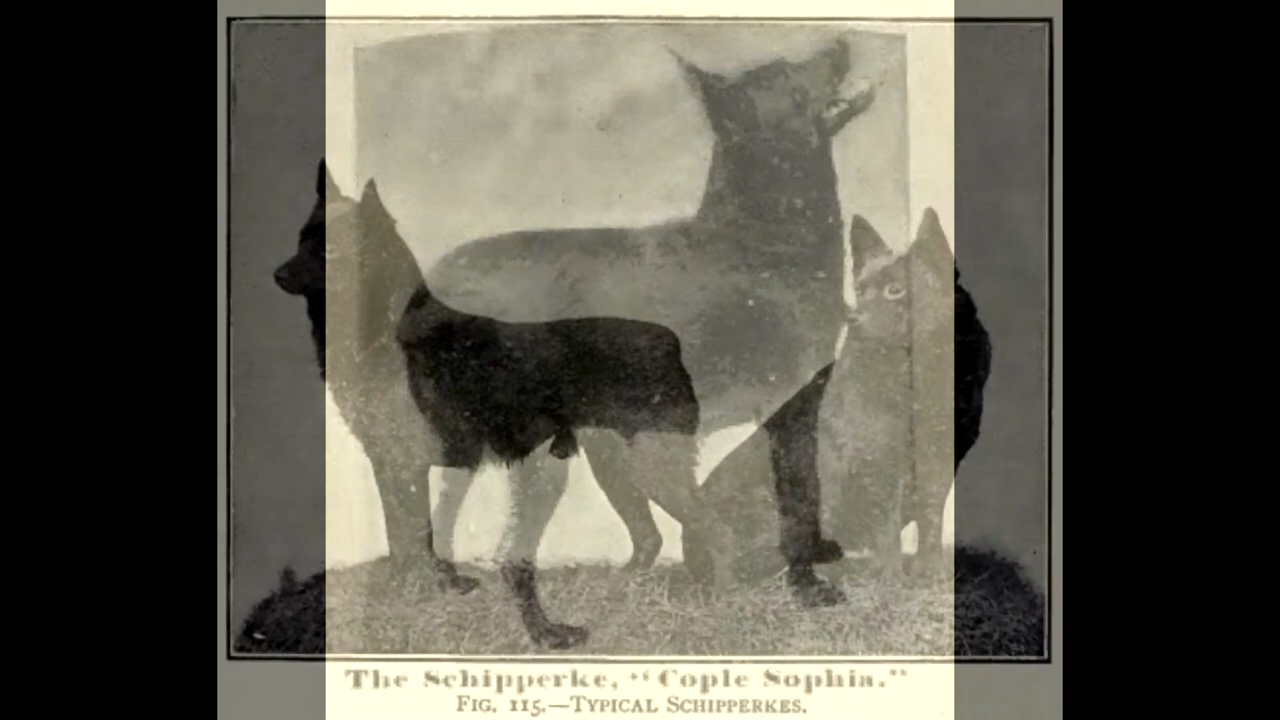 The Schipperke, "Cople Sophia."
FIG. 115.—TYPICAL SCHIPPERKES.